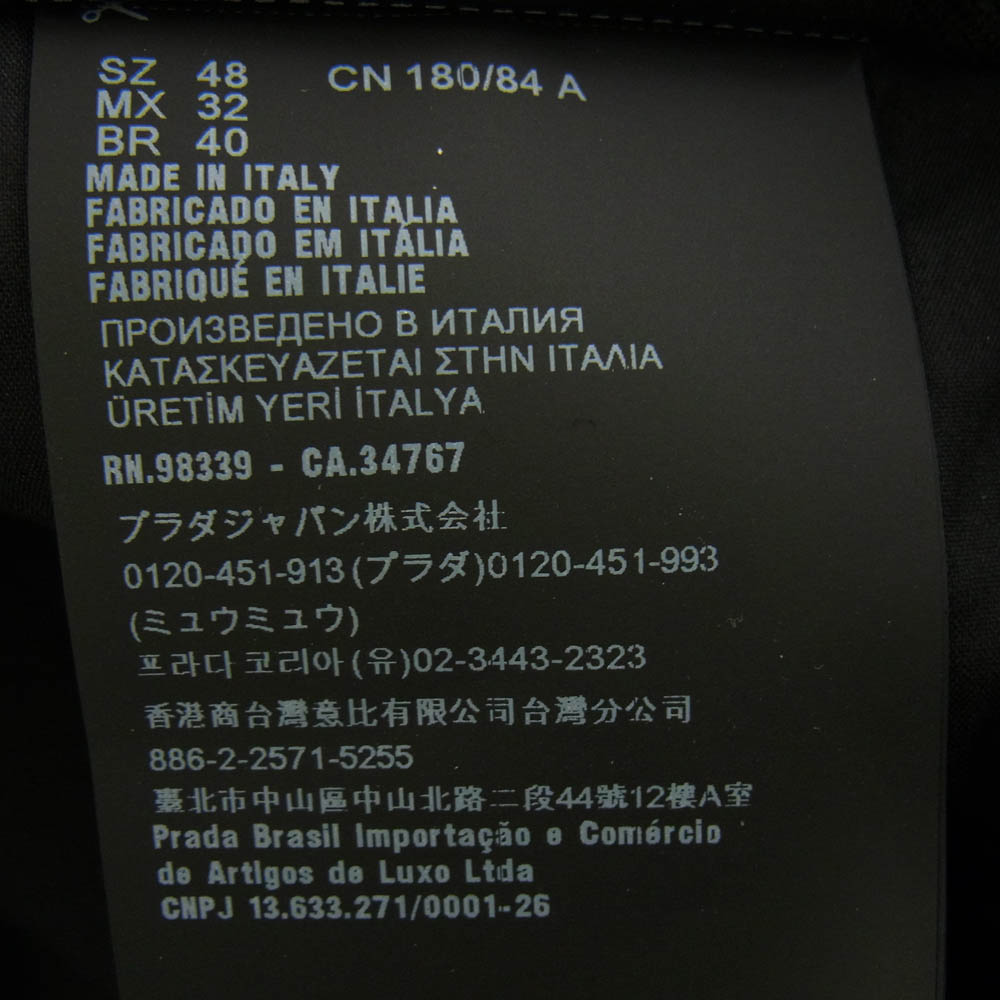 SZ 48 CN 180/84 A
MX 32
BR 40
MADE IN ITALY
FABRICADO EN ITALIA
FABRICADO EM ITÁLIA
FABRIQUÉ EN ITALIE
ПРОИЗВЕДЕНО В ИТАЛИЯ
ΚΑΤΑΣΚΕΥΑΖΕΤΑΙ ΣΤΗΝ ΙΤΑΛΙΑ
ÜRETİM YERİ İTALYA
RN.98339 - CA.34767
プラダジャパン株式会社
0120-451-913(プラダ)0120-451-993
(ミュウミュウ)
프라다코리아(유)02-3443-2323
香港商台灣意比有限公司台灣分公司
886-2-2571-5255
臺北市中山區中山北路二段44號12樓A室
Prada Brasil Importação e Comércio
de Artigos de Luxo Ltda
CNPJ 13.633.271/0001-26